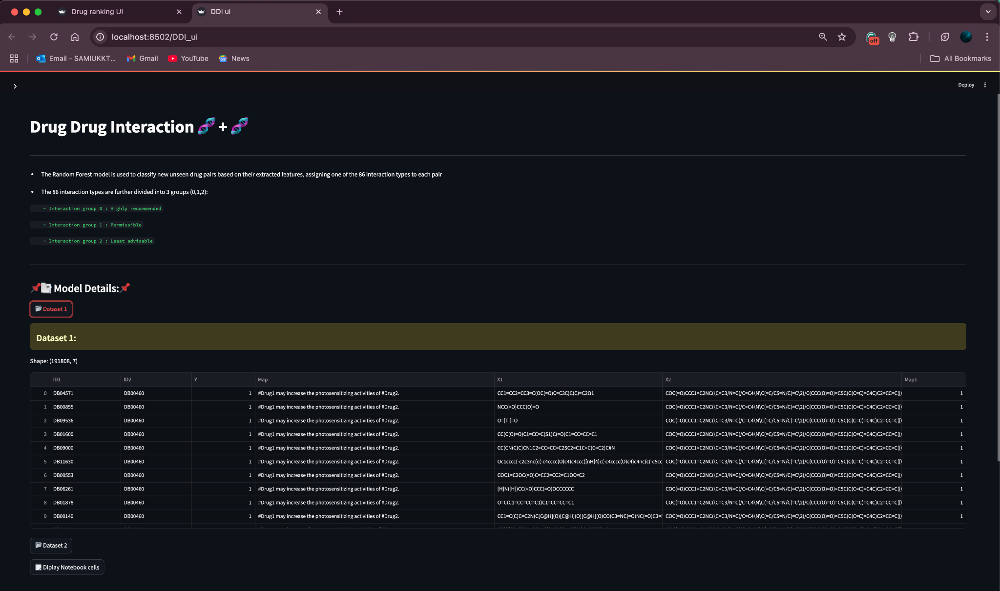 Drug ranking UI
DDI ui
localhost:8502/DDI_ui
off
Email - SAMIUKKT...
Gmail
YouTube
News
All Bookmarks
Deploy
Drug Drug Interaction 🧬 + 🧬
• The Random Forest model is used to classify new unseen drug pairs based on their extracted features, assigning one of the 86 interaction types to each pair
• The 86 interaction types are further divided into 3 groups (0,1,2):
- Interaction group 0 : Highly recommended
- Interaction group 1 : Permissible
- Interaction group 2 : Least advisable
📌📑 Model Details:📌
Dataset 1
Dataset 1:
Shape: (191808, 7)
ID1 ID2 Y Map X1 X2 Map1
0 DB04571 DB00460 1 #Drug1 may increase the photosensitizing activities of #Drug2. CC1=CC2=CC3=C(OC(=O)C=C3C)C(C)=C2O1 COC(=O)CCC1=C2NC(\C=C3/N=C(/C=C4\N\C(=C/C5=N/C(=C\2)/C(CCC(O)=O)=C5C)C(C=C)=C4C)C2=CC=C([ 1
1 DB00855 DB00460 1 #Drug1 may increase the photosensitizing activities of #Drug2. NCC(=O)CCC(O)=O COC(=O)CCC1=C2NC(\C=C3/N=C(/C=C4\N\C(=C/C5=N/C(=C\2)/C(CCC(O)=O)=C5C)C(C=C)=C4C)C2=CC=C([ 1
2 DB09536 DB00460 1 #Drug1 may increase the photosensitizing activities of #Drug2. O=[Ti]=O COC(=O)CCC1=C2NC(\C=C3/N=C(/C=C4\N\C(=C/C5=N/C(=C\2)/C(CCC(O)=O)=C5C)C(C=C)=C4C)C2=CC=C([ 1
3 DB01600 DB00460 1 #Drug1 may increase the photosensitizing activities of #Drug2. CC(C(O)=O)C1=CC=C(S1)C(=O)C1=CC=CC=C1 COC(=O)CCC1=C2NC(\C=C3/N=C(/C=C4\N\C(=C/C5=N/C(=C\2)/C(CCC(O)=O)=C5C)C(C=C)=C4C)C2=CC=C([ 1
4 DB09000 DB00460 1 #Drug1 may increase the photosensitizing activities of #Drug2. CC(CN(C)C)CN1C2=CC=CC=C2SC2=C1C=C(C=C2)C#N COC(=O)CCC1=C2NC(\C=C3/N=C(/C=C4\N\C(=C/C5=N/C(=C\2)/C(CCC(O)=O)=C5C)C(C=C)=C4C)C2=CC=C([ 1
5 DB11630 DB00460 1 #Drug1 may increase the photosensitizing activities of #Drug2. Oc1cccc(-c2c3nc(c(-c4cccc(O)c4)c4ccc([nH]4)c(-c4cccc(O)c4)c4nc(c(-c5cc COC(=O)CCC1=C2NC(\C=C3/N=C(/C=C4\N\C(=C/C5=N/C(=C\2)/C(CCC(O)=O)=C5C)C(C=C)=C4C)C2=CC=C([ 1
6 DB00553 DB00460 1 #Drug1 may increase the photosensitizing activities of #Drug2. COC1=C2OC(=O)C=CC2=CC2=C1OC=C2 COC(=O)CCC1=C2NC(\C=C3/N=C(/C=C4\N\C(=C/C5=N/C(=C\2)/C(CCC(O)=O)=C5C)C(C=C)=C4C)C2=CC=C([ 1
7 DB06261 DB00460 1 #Drug1 may increase the photosensitizing activities of #Drug2. [H]N([H])CC(=O)CCC(=O)OCCCCCC COC(=O)CCC1=C2NC(\C=C3/N=C(/C=C4\N\C(=C/C5=N/C(=C\2)/C(CCC(O)=O)=C5C)C(C=C)=C4C)C2=CC=C([ 1
8 DB01878 DB00460 1 #Drug1 may increase the photosensitizing activities of #Drug2. O=C(C1=CC=CC=C1)C1=CC=CC=C1 COC(=O)CCC1=C2NC(\C=C3/N=C(/C=C4\N\C(=C/C5=N/C(=C\2)/C(CCC(O)=O)=C5C)C(C=C)=C4C)C2=CC=C([ 1
9 DB00140 DB00460 1 #Drug1 may increase the photosensitizing activities of #Drug2. CC1=C(C)C=C2N(C[C@H](O)[C@H](O)[C@H](O)CO)C3=NC(=O)NC(=O)C3= COC(=O)CCC1=C2NC(\C=C3/N=C(/C=C4\N\C(=C/C5=N/C(=C\2)/C(CCC(O)=O)=C5C)C(C=C)=C4C)C2=CC=C([ 1
Dataset 2
Diplay Notebook cells